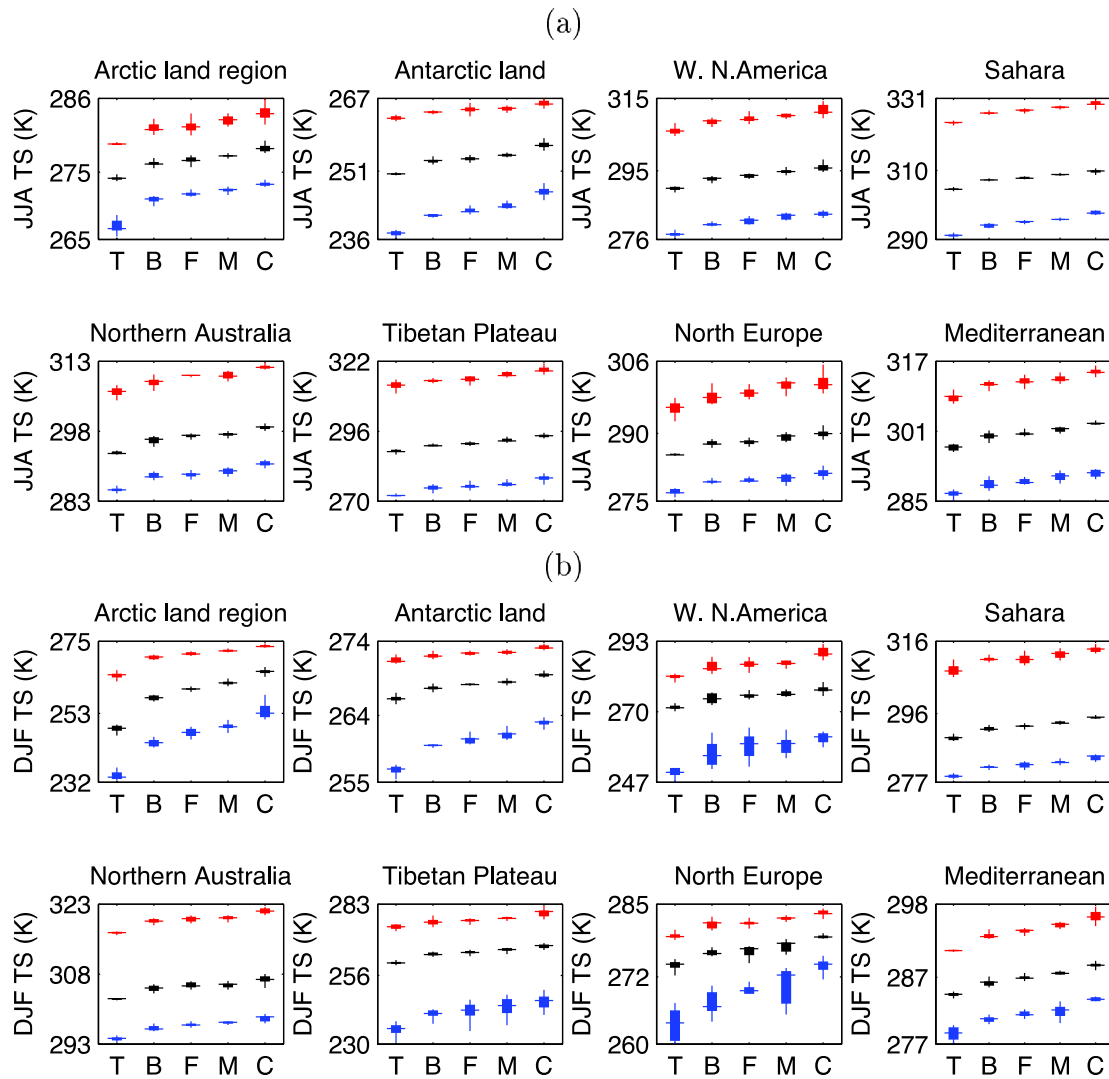 (a)
Arctic land region Antarctic land W. N.America Sahara
JJA TS (K) 286 275 265 JJA TS (K) 267 251 236 JJA TS (K) 315 295 276 JJA TS (K) 331 310 290
T B F M C T B F M C T B F M C T B F M C
Northern Australia Tibetan Plateau North Europe Mediterranean
JJA TS (K) 313 298 283 JJA TS (K) 322 296 270 JJA TS (K) 306 290 275 JJA TS (K) 317 301 285
T B F M C T B F M C T B F M C T B F M C
(b)
Arctic land region Antarctic land W. N.America Sahara
DJF TS (K) 275 253 232 DJF TS (K) 274 264 255 DJF TS (K) 293 270 247 DJF TS (K) 316 296 277
T B F M C T B F M C T B F M C T B F M C
Northern Australia Tibetan Plateau North Europe Mediterranean
DJF TS (K) 323 308 293 DJF TS (K) 283 256 230 DJF TS (K) 285 272 260 DJF TS (K) 298 287 277
T B F M C T B F M C T B F M C T B F M C